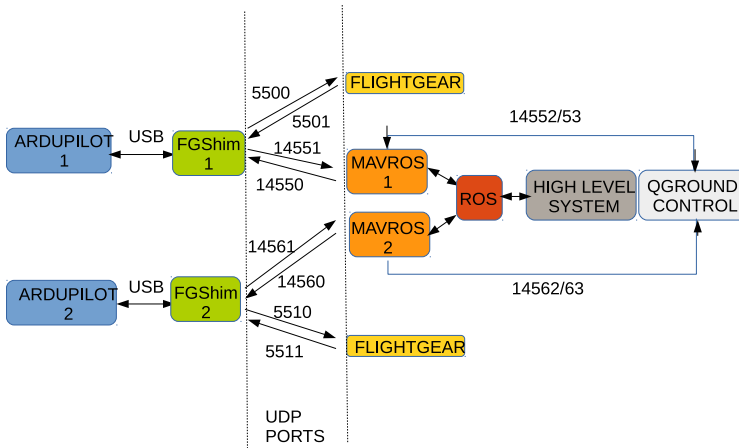 5500
FLIGHTGEAR
5501
14552/53
ARDUPILOT
1
USB
FGShim
1
14551
14550
MAVROS
1
ROS
HIGH LEVEL
SYSTEM
QGROUND
CONTROL
MAVROS
2
14561
14560
ARDUPILOT
2
USB
FGShim
2
5510
5511
FLIGHTGEAR
14562/63
UDP
PORTS